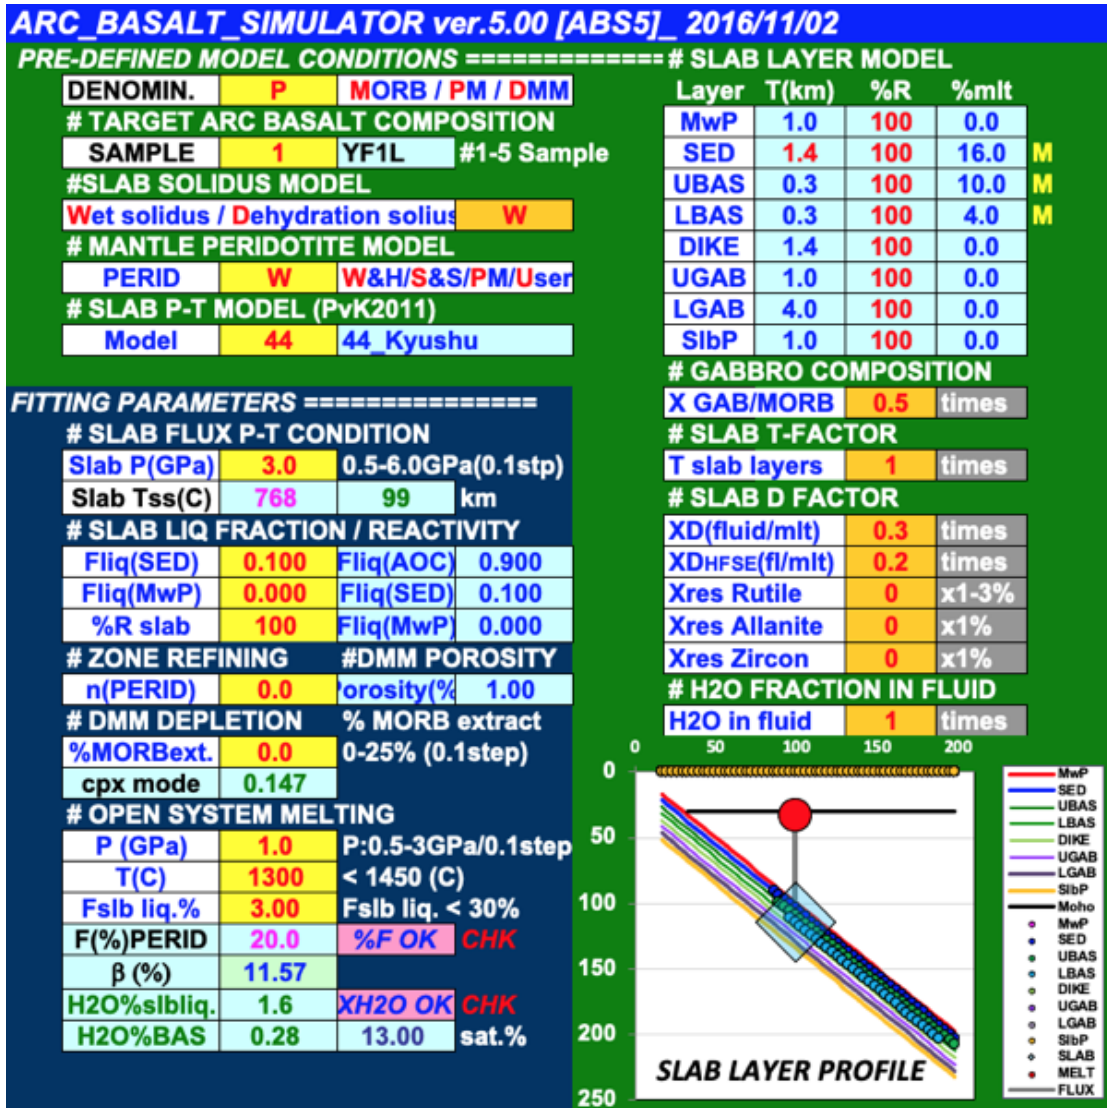 ARC_BASALT_SIMULATOR ver.5.00 [ABS5]_ 2016/11/02
PRE-DEFINED MODEL CONDITIONS =============
DENOMIN. P MORB / PM / DMM
# TARGET ARC BASALT COMPOSITION
SAMPLE 1 YF1L #1-5 Sample
#SLAB SOLIDUS MODEL
Wet solidus / Dehydration solius W
# MANTLE PERIDOTITE MODEL
PERID W W&H/S&S/PM/User
# SLAB P-T MODEL (PvK2011)
Model 44 44_Kyushu
FITTING PARAMETERS ===============
# SLAB FLUX P-T CONDITION
Slab P(GPa) 3.0 0.5-6.0GPa(0.1stp)
Slab Tss(C) 768 99 km
# SLAB LIQ FRACTION / REACTIVITY
Fliq(SED) 0.100 Fliq(AOC) 0.900
Fliq(MwP) 0.000 Fliq(SED) 0.100
%R slab 100 Fliq(MwP) 0.000
# ZONE REFINING #DMM POROSITY
n(PERID) 0.0 Porosity(% 1.00
# DMM DEPLETION % MORB extract
%MORBext. 0.0 0-25% (0.1step)
cpx mode 0.147
# OPEN SYSTEM MELTING
P (GPa) 1.0 P:0.5-3GPa/0.1step
T(C) 1300 < 1450 (C)
Fslb liq.% 3.00 Fslb liq. < 30%
F(%)PERID 20.0 %F OK CHK
β (%) 11.57
H2O%slbliq. 1.6 XH2O OK CHK
H2O%BAS 0.28 13.00 sat.%
# SLAB LAYER MODEL
Layer T(km) %R %mlt
MwP 1.0 100 0.0
SED 1.4 100 16.0 M
UBAS 0.3 100 10.0 M
LBAS 0.3 100 4.0 M
DIKE 1.4 100 0.0
UGAB 1.0 100 0.0
LGAB 4.0 100 0.0
SlbP 1.0 100 0.0
# GABBRO COMPOSITION
X GAB/MORB 0.5 times
# SLAB T-FACTOR
T slab layers 1 times
# SLAB D FACTOR
XD(fluid/mlt) 0.3 times
XDHFSE(fl/mlt) 0.2 times
Xres Rutile 0 x1-3%
Xres Allanite 0 x1%
Xres Zircon 0 x1%
# H2O FRACTION IN FLUID
H2O in fluid 1 times
0 50 100 150 200
0
50
100
150
200
250
SLAB LAYER PROFILE
MwP
SED
UBAS
LBAS
DIKE
UGAB
LGAB
SlbP
Moho
MwP
SED
UBAS
LBAS
DIKE
UGAB
LGAB
SlbP
SLAB
MELT
FLUX